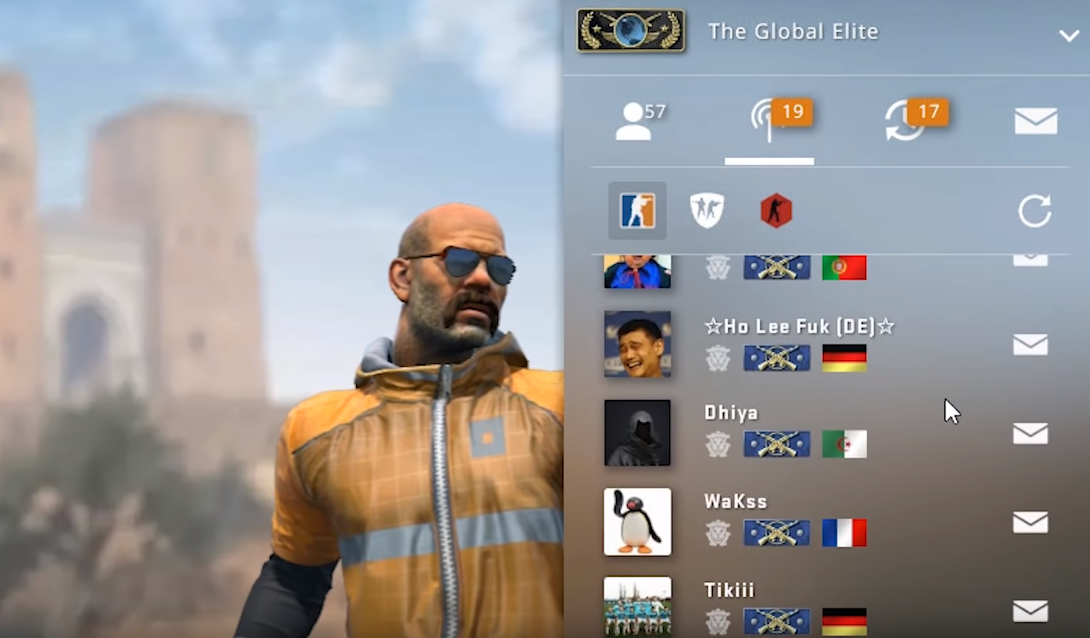 The Global Elite
57
19
17
☆Ho Lee Fuk (DE)☆
Dhiya
WaKss
Tikiii